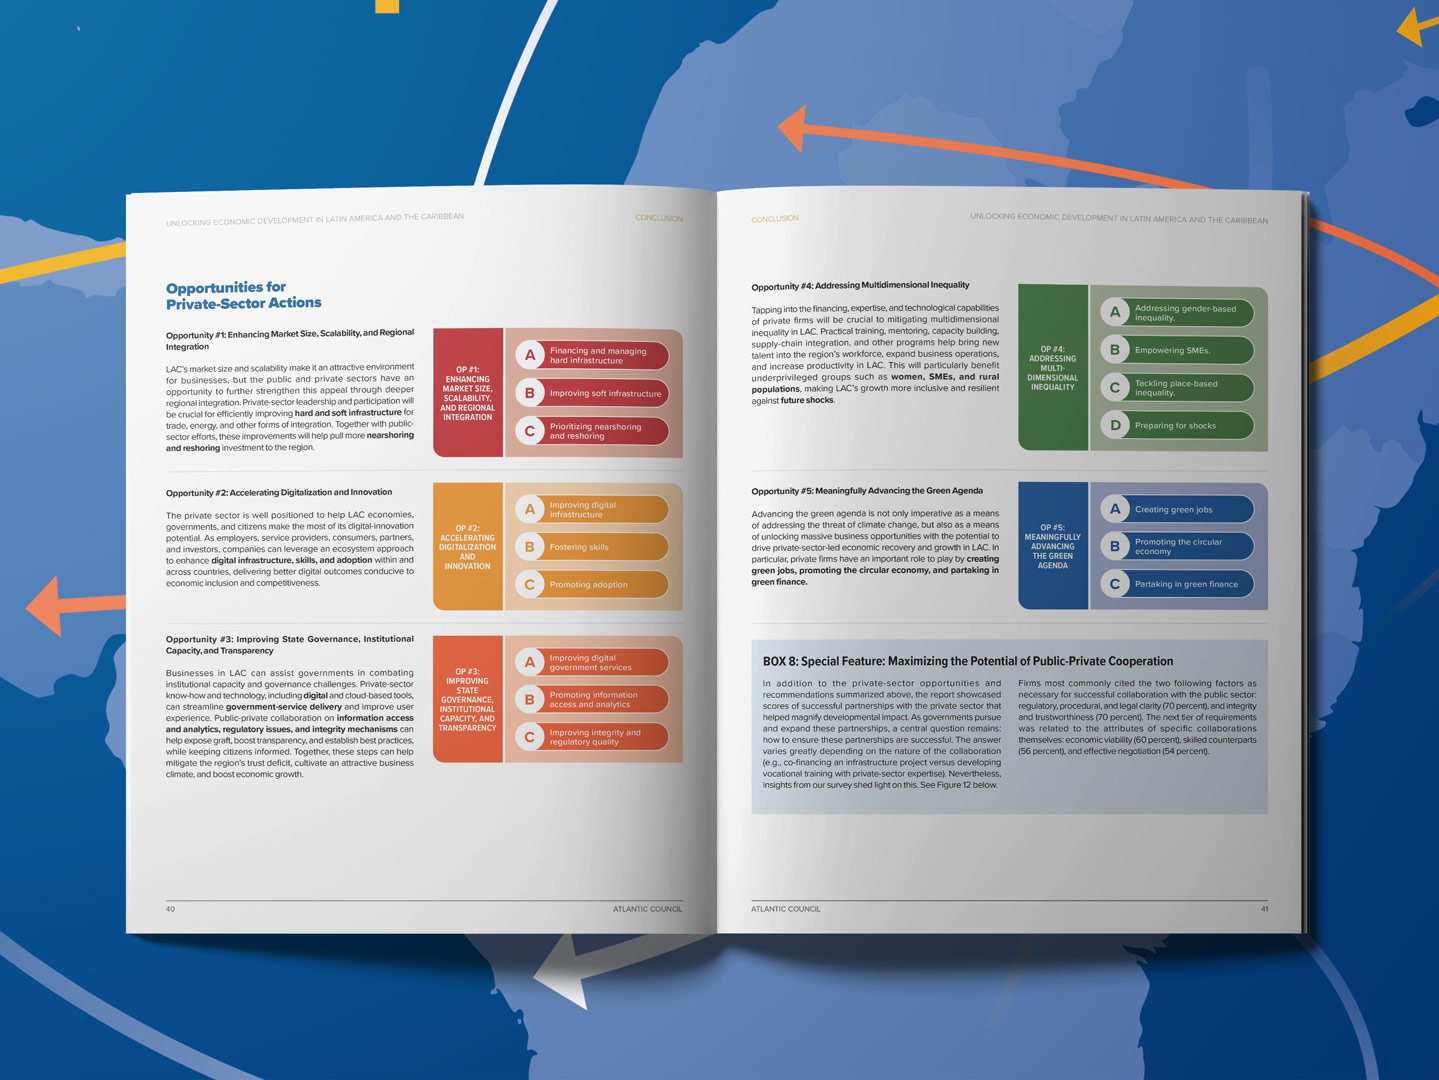 UNLOCKING ECONOMIC DEVELOPMENT IN LATIN AMERICA AND THE CARIBBEAN
CONCLUSION
Opportunities for
Private-Sector Actions
Opportunity #1: Enhancing Market Size, Scalability, and Regional
Integration
LAC's market size and scalability make it an attractive environment
for businesses, but the public and private sectors have an
opportunity to further strengthen this appeal through deeper
regional integration. Private-sector leadership and participation will
be crucial for efficiently improving hard and soft infrastructure for
trade, energy, and other forms of integration. Together with public-
sector efforts, these improvements will help pull more nearshoring
and reshoring investment to the region.
OP #1:
ENHANCING
MARKET SIZE,
SCALABILITY,
AND REGIONAL
INTEGRATION
A Financing and managing
hard infrastructure
B Improving soft infrastructure
C Prioritizing nearshoring
and reshoring
Opportunity #2: Accelerating Digitalization and Innovation
The private sector is well positioned to help LAC economies,
governments, and citizens make the most of its digital-innovation
potential. As employers, service providers, consumers, partners,
and investors, companies can leverage an ecosystem approach
to enhance digital infrastructure, skills, and adoption within and
across countries, delivering better digital outcomes conducive to
economic inclusion and competitiveness.
OP #2:
ACCELERATING
DIGITALIZATION
AND
INNOVATION
A Improving digital
infrastructure
B Fostering skills
C Promoting adoption
Opportunity #3: Improving State Governance, Institutional
Capacity, and Transparency
Businesses in LAC can assist governments in combating
institutional capacity and governance challenges. Private-sector
know-how and technology, including digital and cloud-based tools,
can streamline government-service delivery and improve user
experience. Public-private collaboration on information access
and analytics, regulatory issues, and integrity mechanisms can
help expose graft, boost transparency, and establish best practices,
while keeping citizens informed. Together, these steps can help
mitigate the region's trust deficit, cultivate an attractive business
climate, and boost economic growth.
OP #3:
IMPROVING
STATE
GOVERNANCE,
INSTITUTIONAL
CAPACITY, AND
TRANSPARENCY
A Improving digital
government services
B Promoting information
access and analytics
C Improving integrity and
regulatory quality
40
ATLANTIC COUNCIL
CONCLUSION
UNLOCKING ECONOMIC DEVELOPMENT IN LATIN AMERICA AND THE CARIBBEAN
Opportunity #4: Addressing Multidimensional Inequality
Tapping into the financing, expertise, and technological capabilities
of private firms will be crucial to mitigating multidimensional
inequality in LAC. Practical training, mentoring, capacity building,
supply-chain integration, and other programs help bring new
talent into the region's workforce, expand business operations,
and increase productivity in LAC. This will particularly benefit
underprivileged groups such as women, SMEs, and rural
populations, making LAC's growth more inclusive and resilient
against future shocks.
OP #4:
ADDRESSING
MULTI-
DIMENSIONAL
INEQUALITY
A Addressing gender-based
inequality.
B Empowering SMEs.
C Tackling place-based
inequality.
D Preparing for shocks
Opportunity #5: Meaningfully Advancing the Green Agenda
Advancing the green agenda is not only imperative as a means
of addressing the threat of climate change, but also as a means
of unlocking massive business opportunities with the potential to
drive private-sector-led economic recovery and growth in LAC. In
particular, private firms have an important role to play by creating
green jobs, promoting the circular economy, and partaking in
green finance.
OP #5:
MEANINGFULLY
ADVANCING
THE GREEN
AGENDA
A Creating green jobs
B Promoting the circular
economy
C Partaking in green finance
BOX 8: Special Feature: Maximizing the Potential of Public-Private Cooperation
In addition to the private-sector opportunities and
recommendations summarized above, the report showcased
scores of successful partnerships with the private sector that
helped magnify developmental impact. As governments pursue
and expand these partnerships, a central question remains:
how to ensure these partnerships are successful. The answer
varies greatly depending on the nature of the collaboration
(e.g., co-financing an infrastructure project versus developing
vocational training with private-sector expertise). Nevertheless,
insights from our survey shed light on this. See Figure 12 below.
Firms most commonly cited the two following factors as
necessary for successful collaboration with the public sector:
regulatory, procedural, and legal clarity (70 percent), and integrity
and trustworthiness (70 percent). The next tier of requirements
was related to the attributes of specific collaborations
themselves: economic viability (60 percent), skilled counterparts
(56 percent), and effective negotiation (54 percent).
ATLANTIC COUNCIL
41